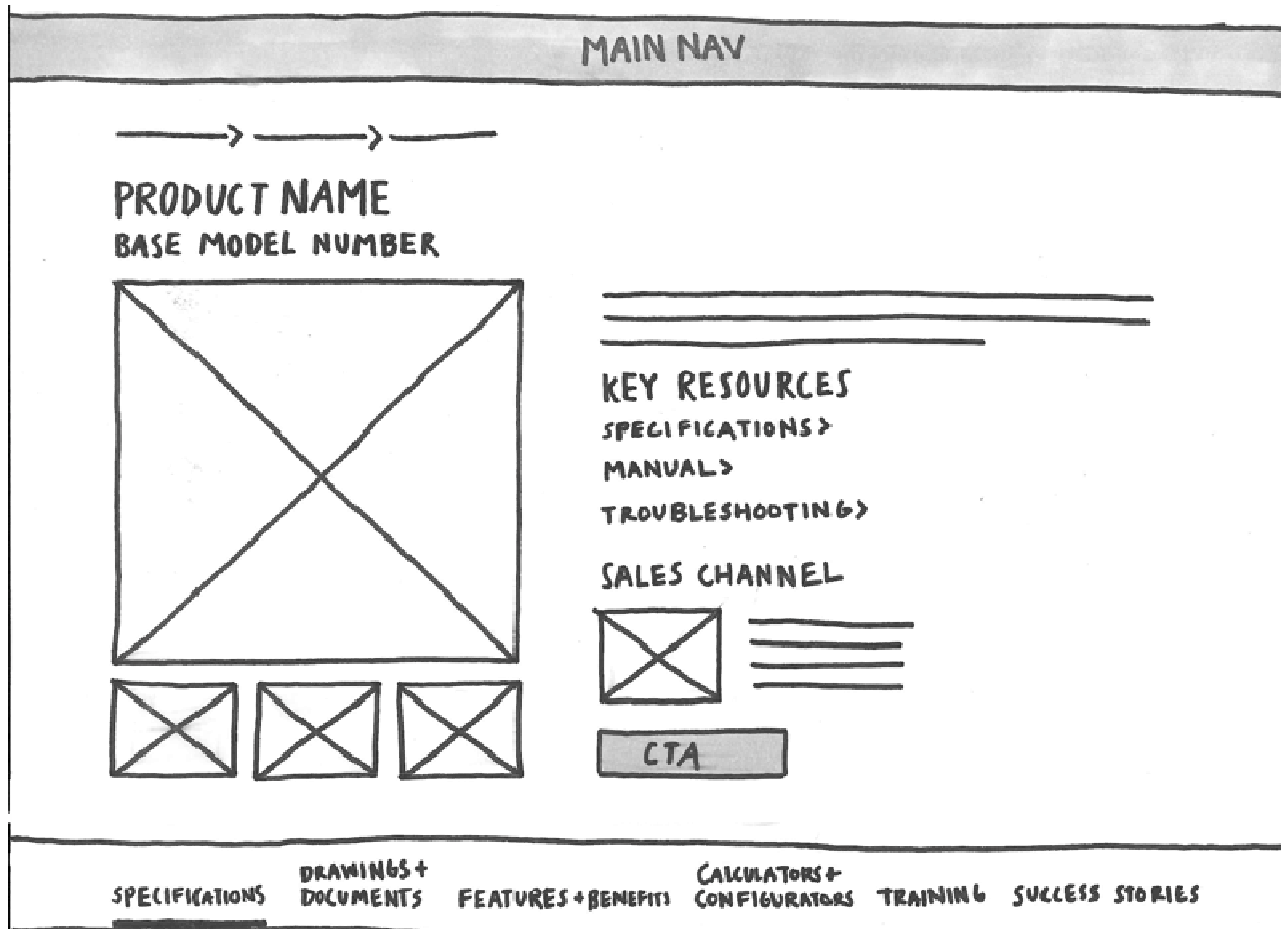 MAIN NAV
PRODUCT NAME
BASE MODEL NUMBER
KEY RESOURCES
SPECIFICATIONS>
MANUAL>
TROUBLESHOOTING>
SALES CHANNEL
CTA
SPECIFICATIONS
DRAWINGS+
DOCUMENTS
FEATURES+BENEFITS
CALCULATORS+
CONFIGURATORS
TRAINING
SUCCESS STORIES